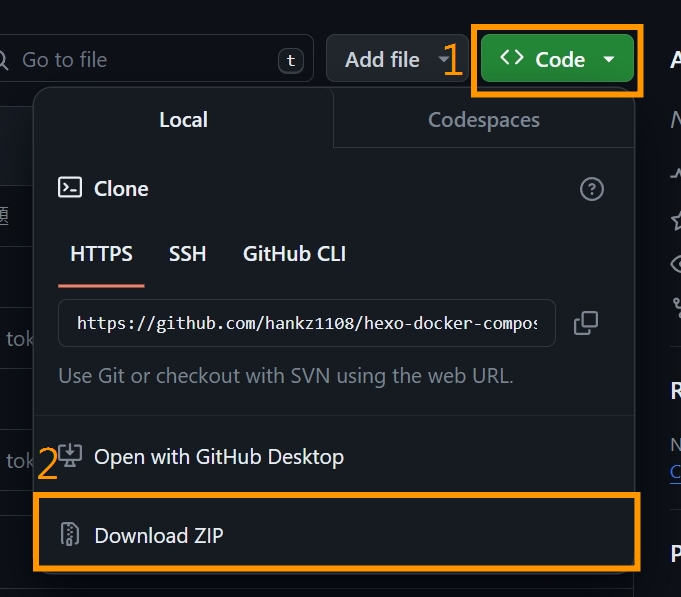 Go to file
t
Add file
1
Code
Local
Codespaces
Clone
HTTPS
SSH
GitHub CLI
https://github.com/hankz1108/hexo-docker-compos
Use Git or checkout with SVN using the web URL.
tok
2
Open with GitHub Desktop
tok
Download ZIP